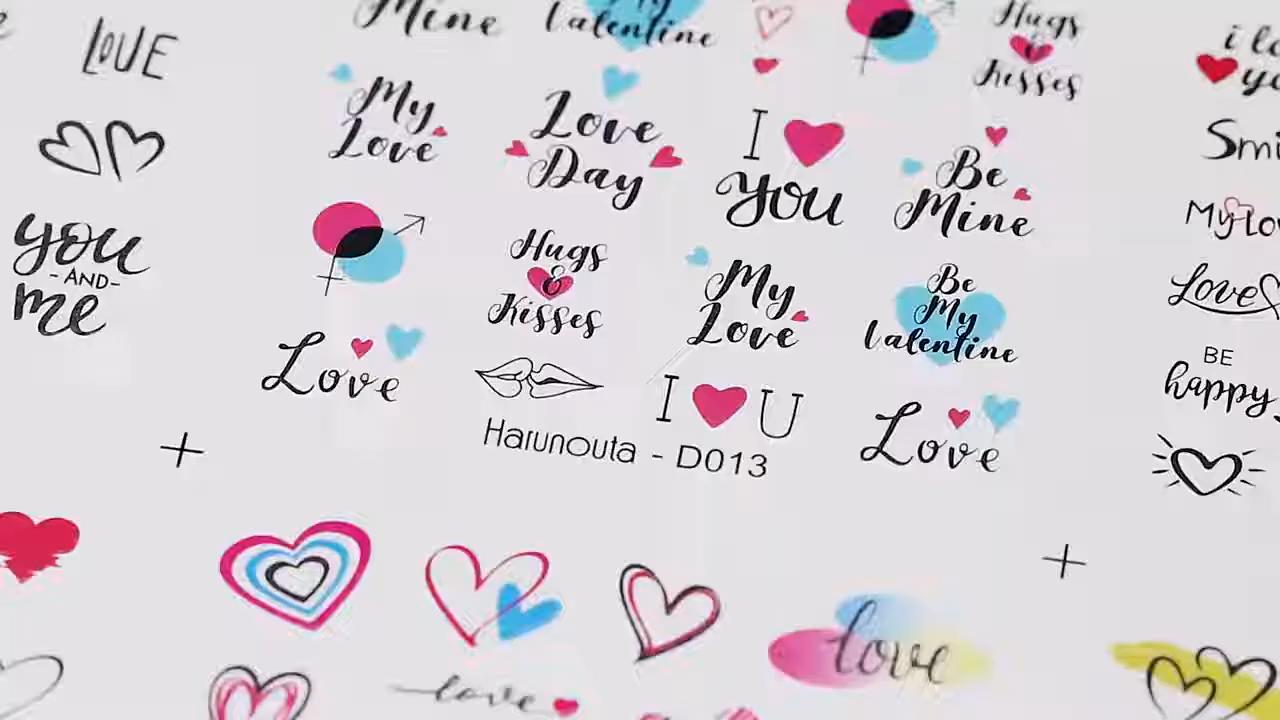 LOVE
you
-AND-
me
Mine
Valentine
Hugs
&
Kisses
My
Love
Love
Day
I
You
Be
Mine
Hugs
&
Kisses
My
Love
Be
My
Valentine
Love
I U
Love
Harunouta - D013
BE
happy
Love
love
love